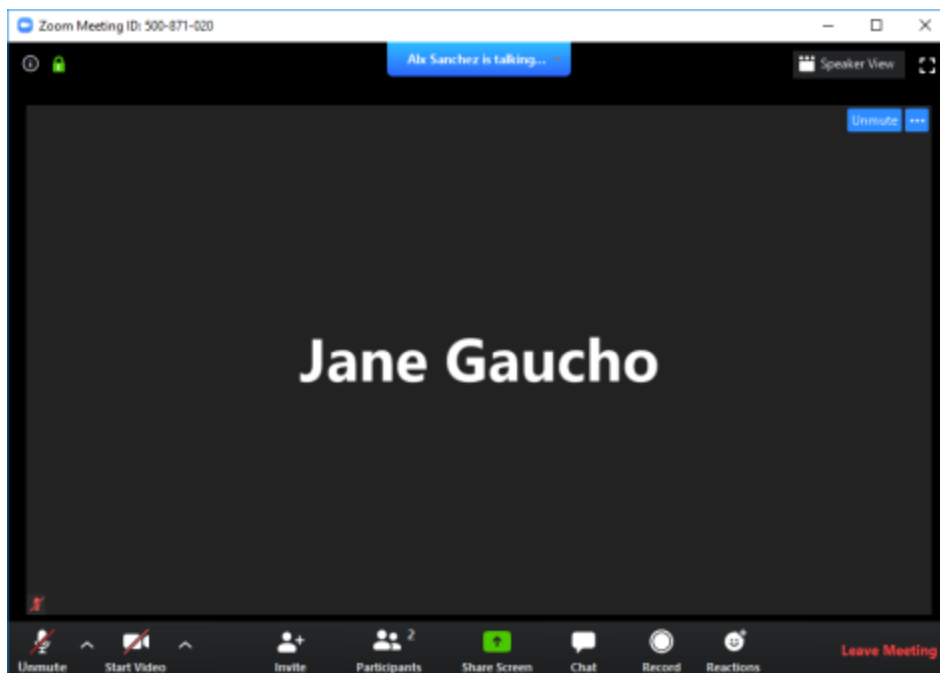 Zoom Meeting ID: 500-871-020
Alx Sanchez is talking...
Speaker View
Unmute ...
Jane Gaucho
2
Unmute Start Video Invite Participants Share Screen Chat Record Reactions Leave Meeting